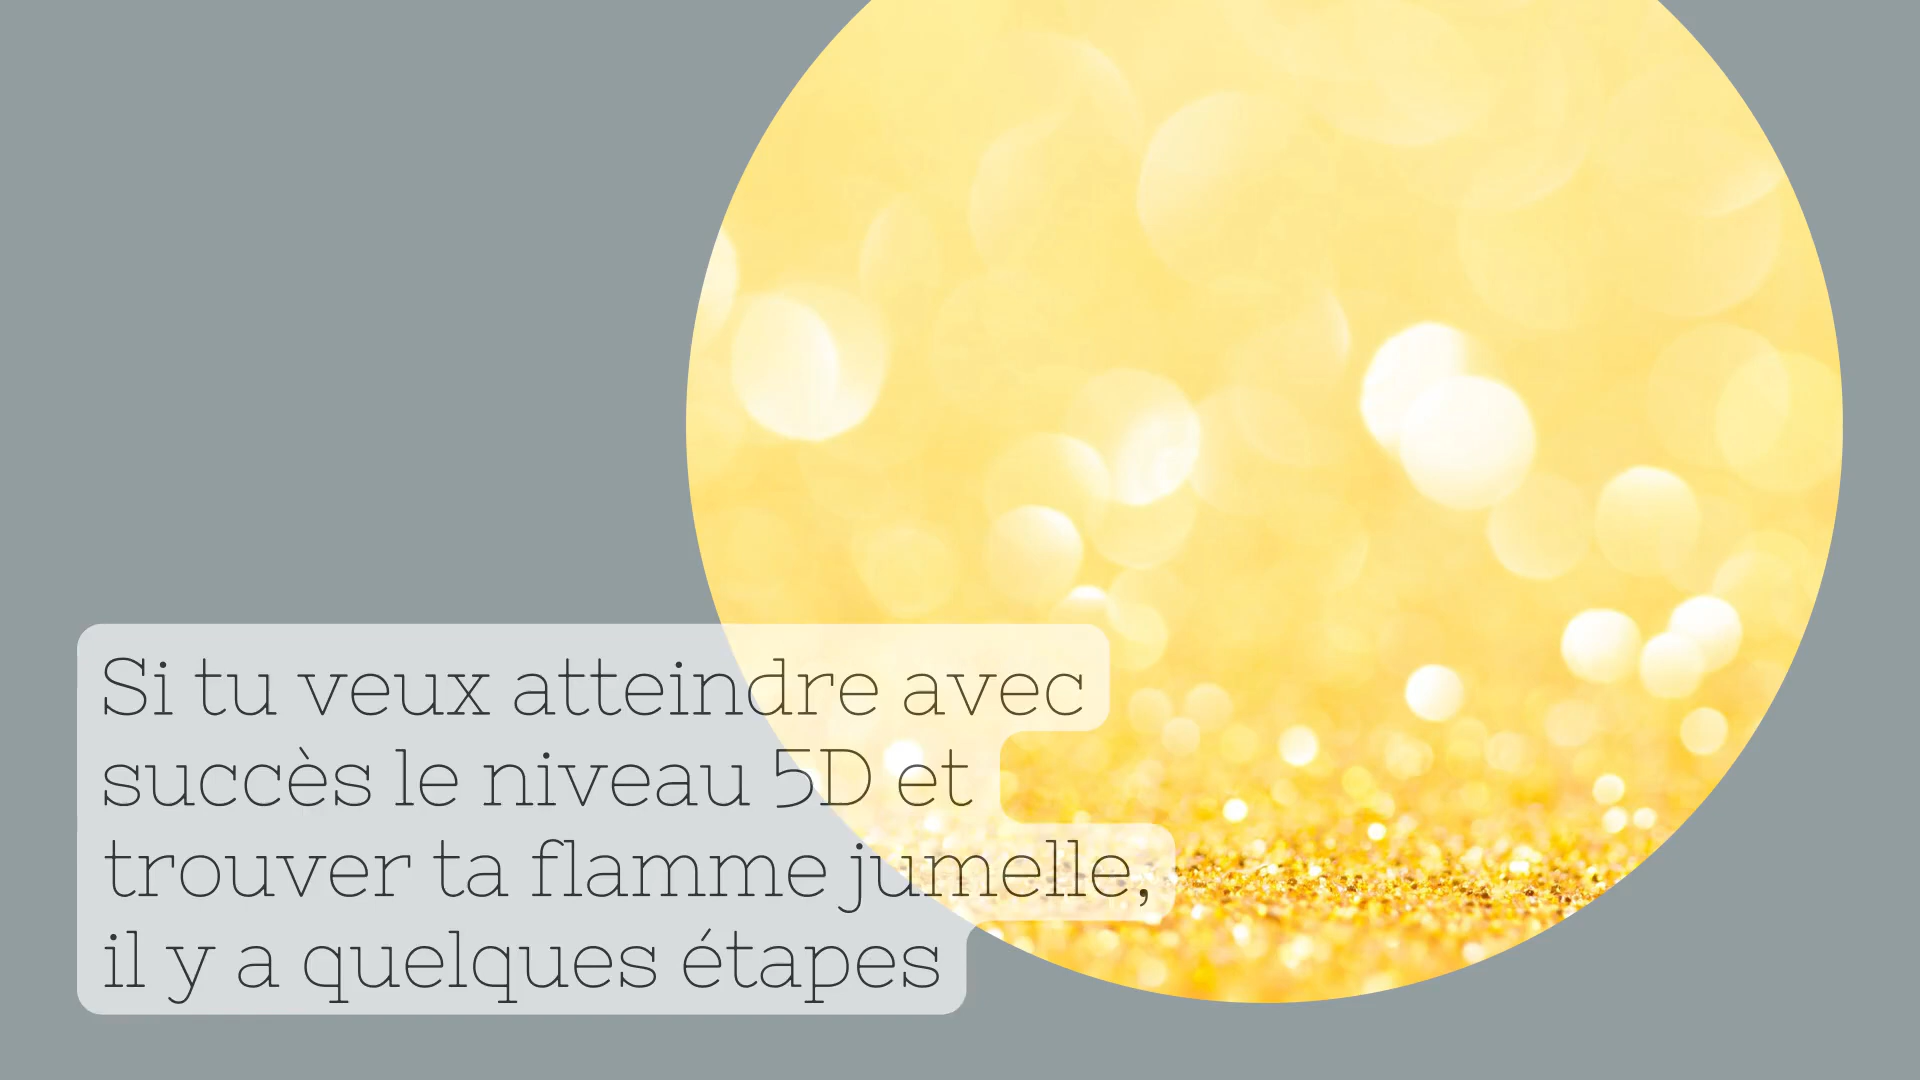 Si tu veux atteindre avec
succès le niveau 5D et
trouver ta flamme jumelle,
il y a quelques étapes